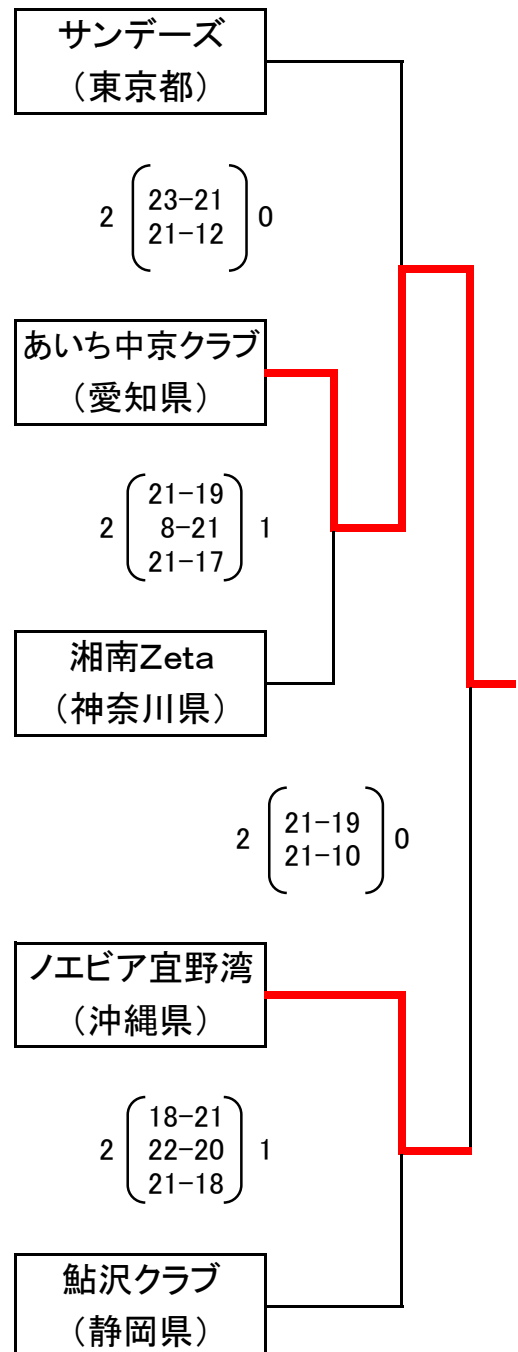 サンデーズ
（東京都）
2 23-21 0
21-12
あいち中京クラブ
（愛知県）
21-19
2 8-21 1
21-17
湘南Zeta
（神奈川県）
2 21-19 0
21-10
ノエビア宜野湾
（沖縄県）
18-21
2 22-20 1
21-18
鮎沢クラブ
（静岡県）